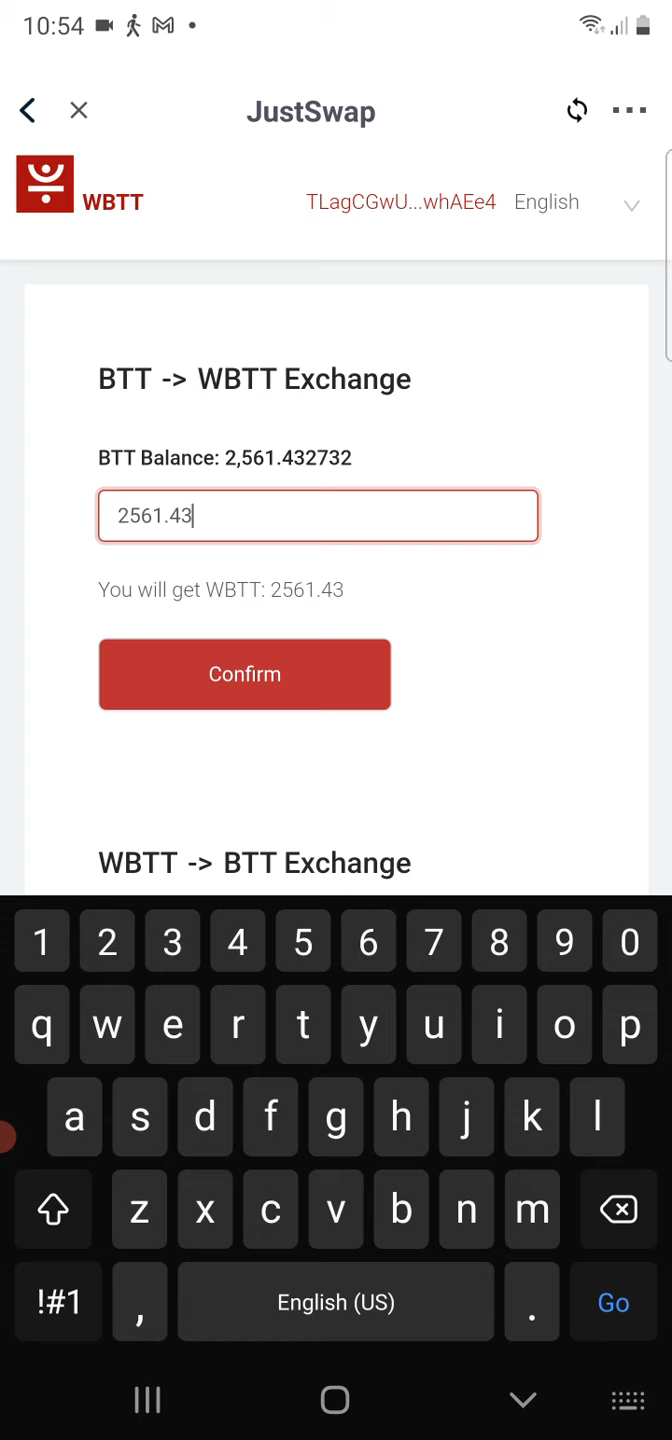 10:54
JustSwap
WBTT
TLagCGwU...whAEe4 English
BTT -> WBTT Exchange
BTT Balance: 2,561.432732
2561.43
You will get WBTT: 2561.43
Confirm
WBTT -> BTT Exchange
1 2 3 4 5 6 7 8 9 0
q w e r t y u i o p
a s d f g h j k l
z x c v b n m
!#1 , English (US) . Go